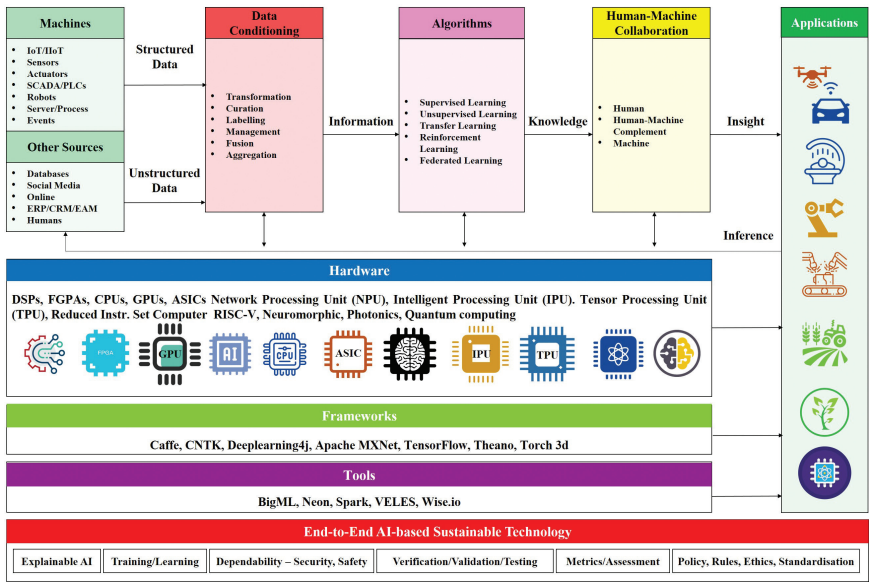 Machines
• IoT/IIoT
• Sensors
• Actuators
• SCADA/PLCs
• Robots
• Server/Process
• Events
Other Sources
• Databases
• Social Media
• Online
• ERP/CRM/EAM
• Humans
Structured
Data
Unstructured
Data
Data
Conditioning
• Transformation
• Curation
• Labelling
• Management
• Fusion
• Aggregation
Information
Algorithms
• Supervised Learning
• Unsupervised Learning
• Transfer Learning
• Reinforcement
Learning
• Federated Learning
Knowledge
Human-Machine
Collaboration
• Human
• Human-Machine
Complement
• Machine
Insight
Inference
Applications
Hardware
DSPs, FGPAs, CPUs, GPUs, ASICs Network Processing Unit (NPU), Intelligent Processing Unit (IPU). Tensor Processing Unit
(TPU), Reduced Instr. Set Computer RISC-V, Neuromorphic, Photonics, Quantum computing
FPGA
GPU
AI
CPU
ASIC
IPU
TPU
Frameworks
Caffe, CNTK, Deeplearning4j, Apache MXNet, TensorFlow, Theano, Torch 3d
Tools
BigML, Neon, Spark, VELES, Wise.io
End-to-End AI-based Sustainable Technology
Explainable AI
Training/Learning
Dependability – Security, Safety
Verification/Validation/Testing
Metrics/Assessment
Policy, Rules, Ethics, Standardisation